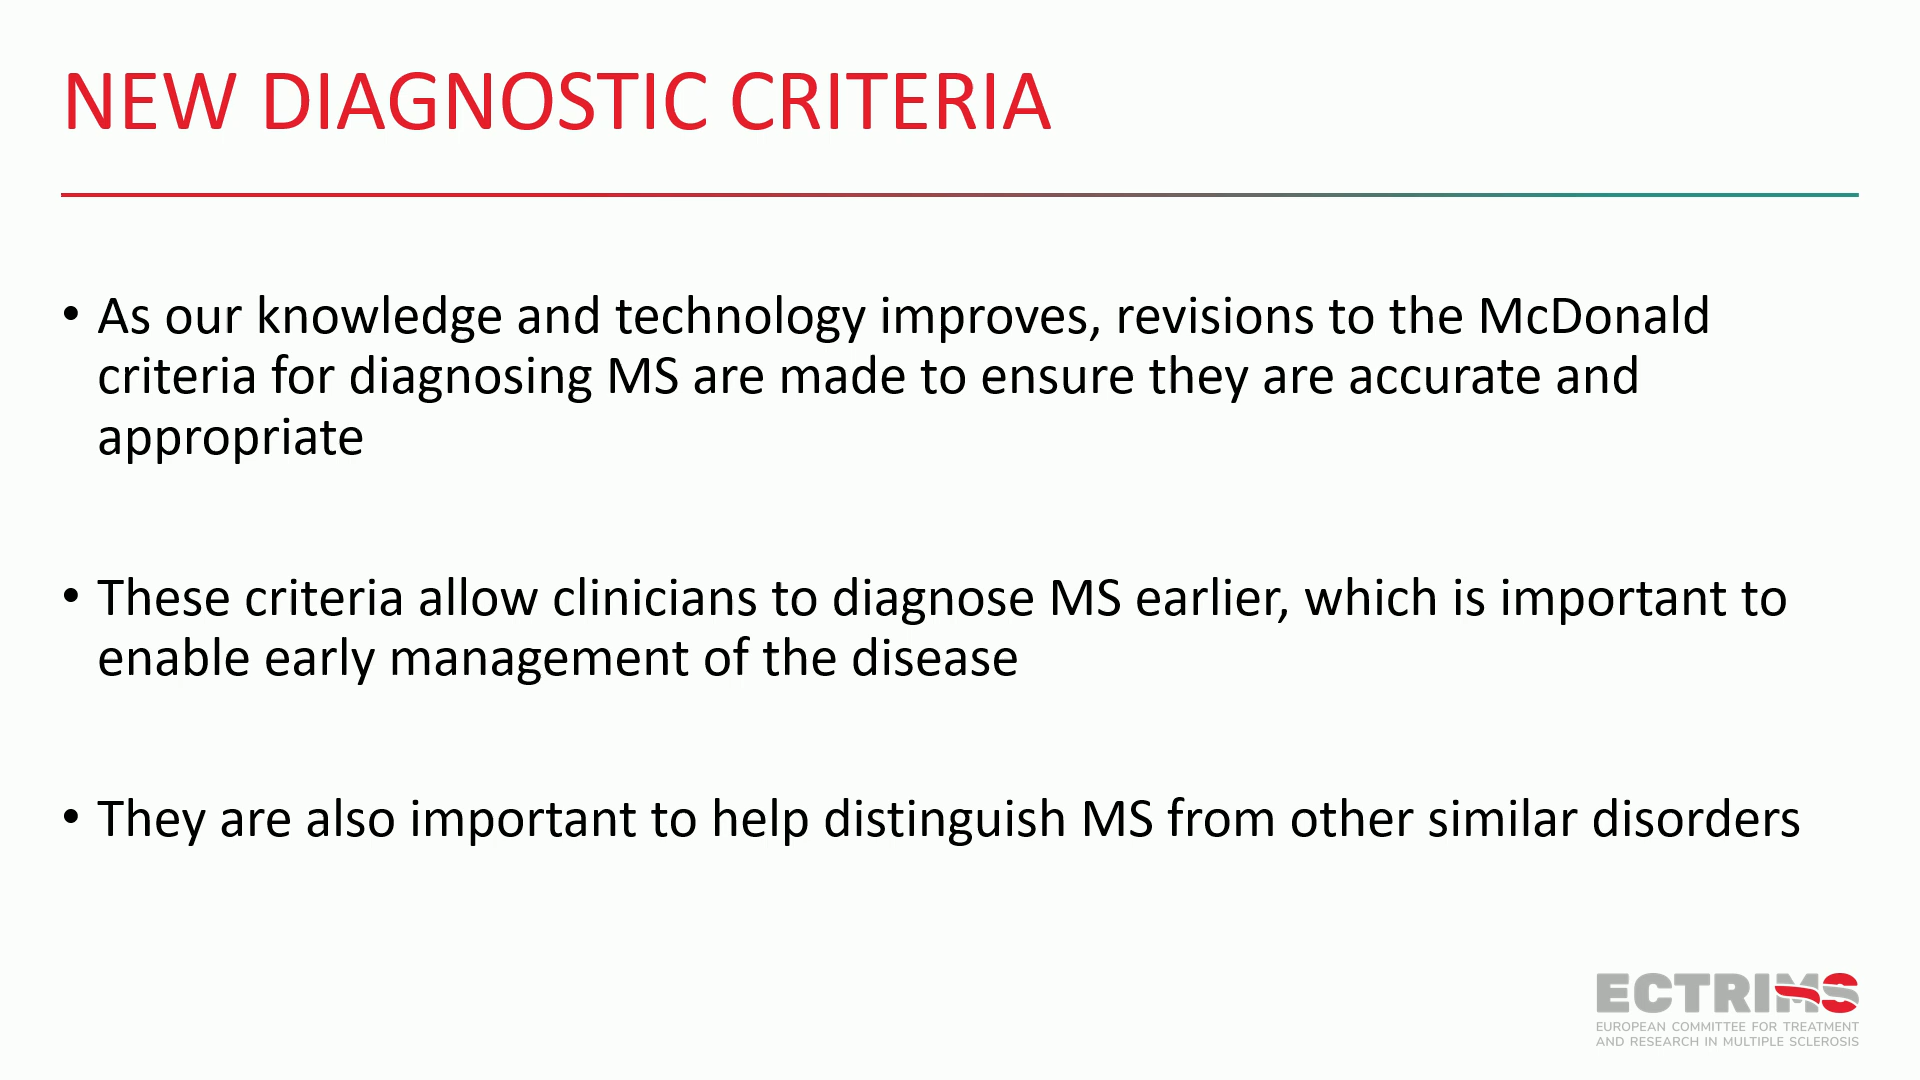 NEW DIAGNOSTIC CRITERIA
• As our knowledge and technology improves, revisions to the McDonald
criteria for diagnosing MS are made to ensure they are accurate and
appropriate
• These criteria allow clinicians to diagnose MS earlier, which is important to
enable early management of the disease
• They are also important to help distinguish MS from other similar disorders
ECTRIMS
EUROPEAN COMMITTEE FOR TREATMENT
AND RESEARCH IN MULTIPLE SCLEROSIS